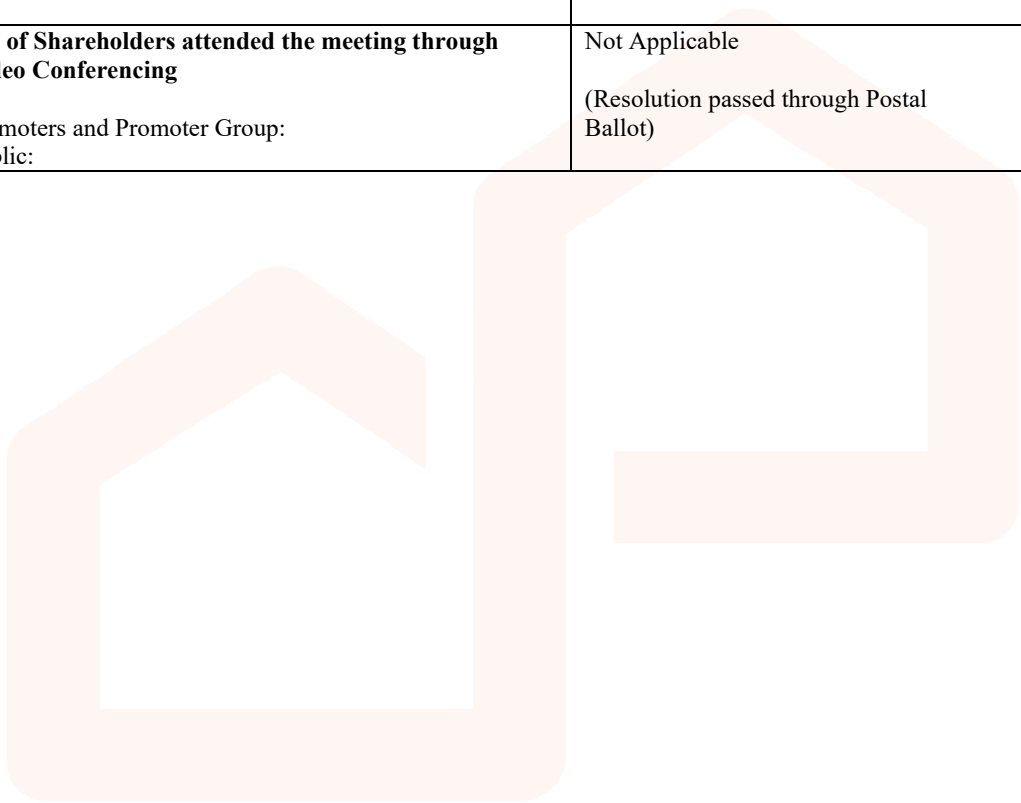 of Shareholders attended the meeting through
eo Conferencing
moters and Promoter Group:
lic:
Not Applicable
(Resolution passed through Postal
Ballot)